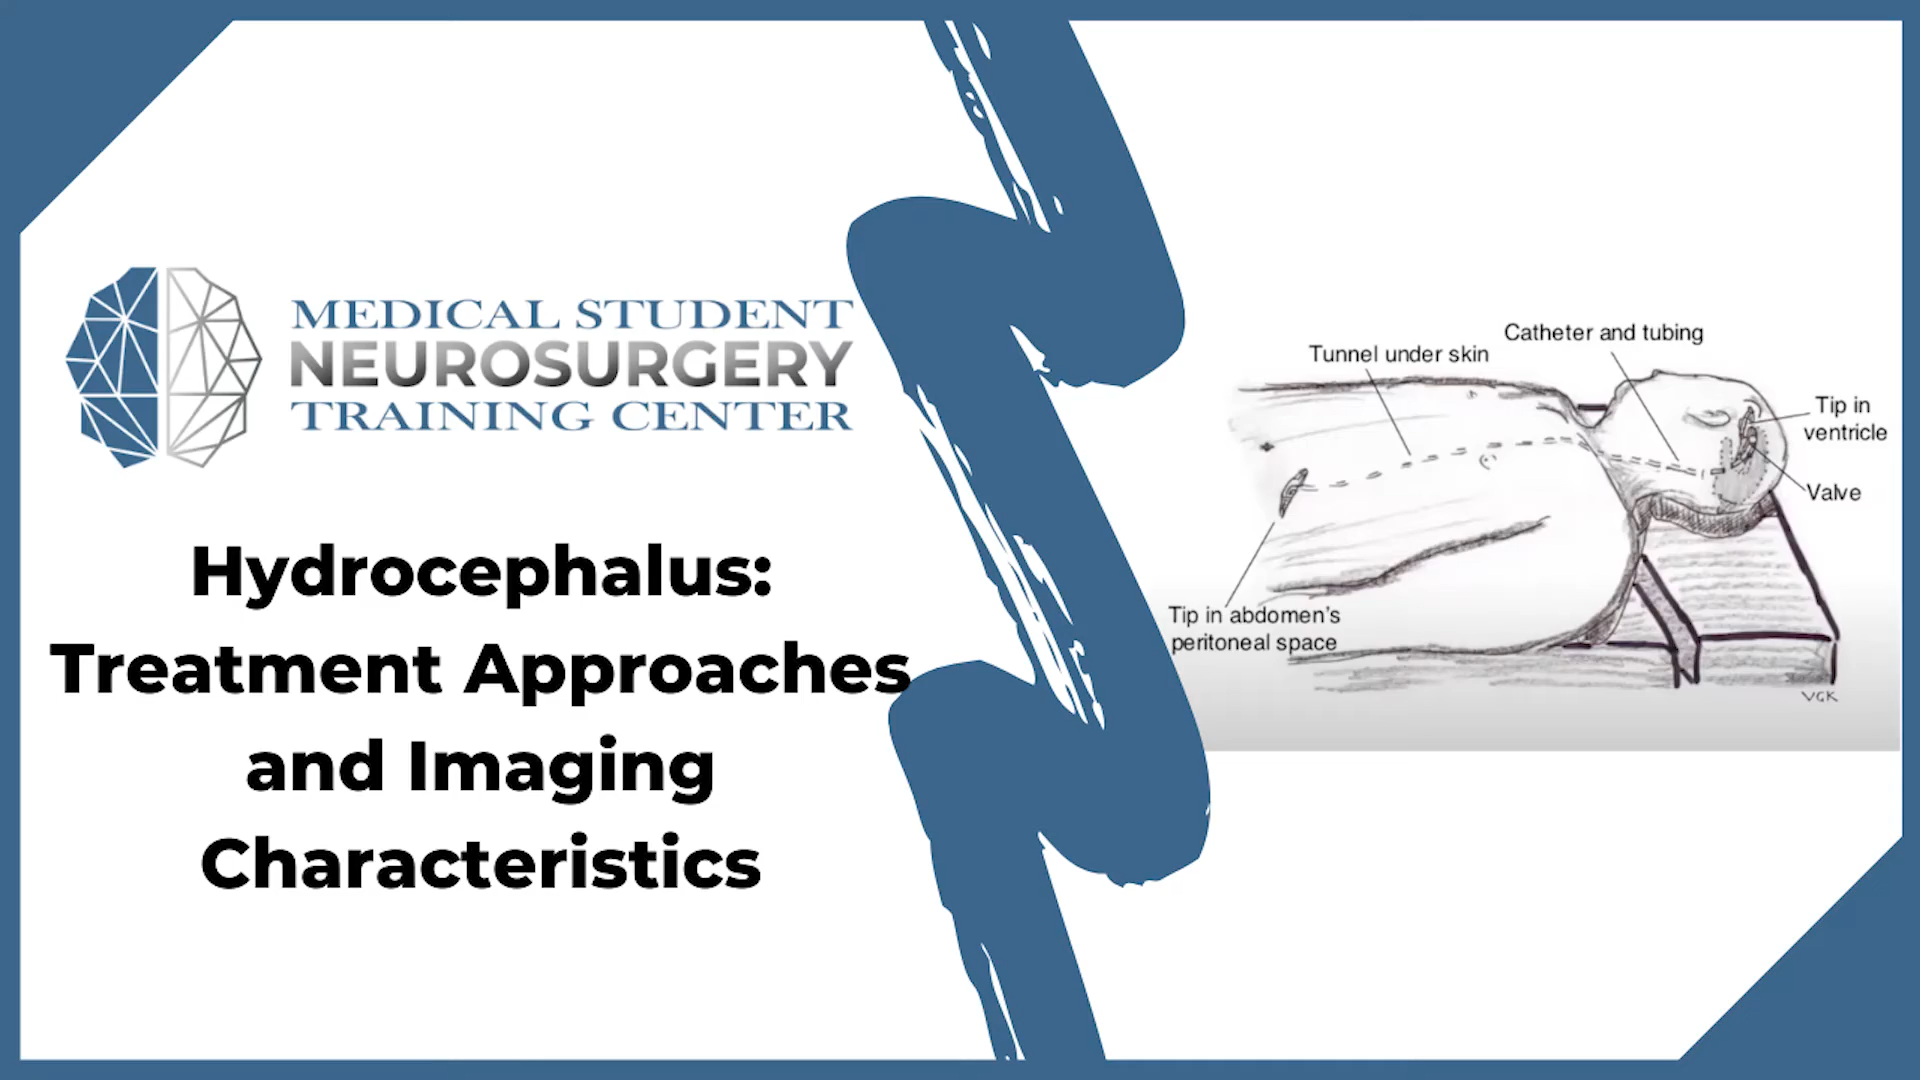 MEDICAL STUDENT
NEUROSURGERY
TRAINING CENTER
Hydrocephalus:
Treatment Approaches
and Imaging
Characteristics
Catheter and tubing
Tunnel under skin
Tip in
ventricle
Valve
Tip in abdomen's
peritoneal space
VGK